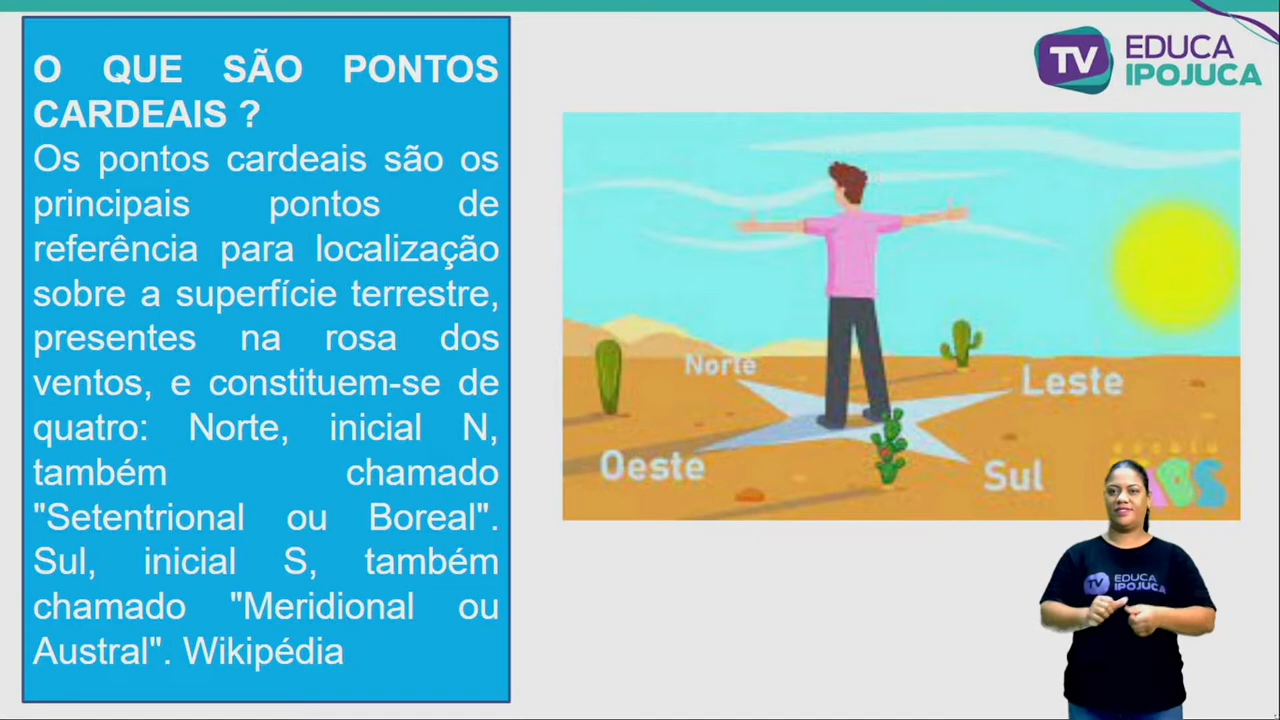 O QUE SÃO PONTOS
CARDEAIS ?
Os pontos cardeais são os
principais pontos de
referência para localização
sobre a superfície terrestre,
presentes na rosa dos
ventos, e constituem-se de
quatro: Norte, inicial N,
também chamado
"Setentrional ou Boreal".
Sul, inicial S, também
chamado "Meridional ou
Austral". Wikipédia
TV EDUCA
IPOJUCA
Norte
Leste
Oeste
Sul
TV EDUCA
IPOJUCA